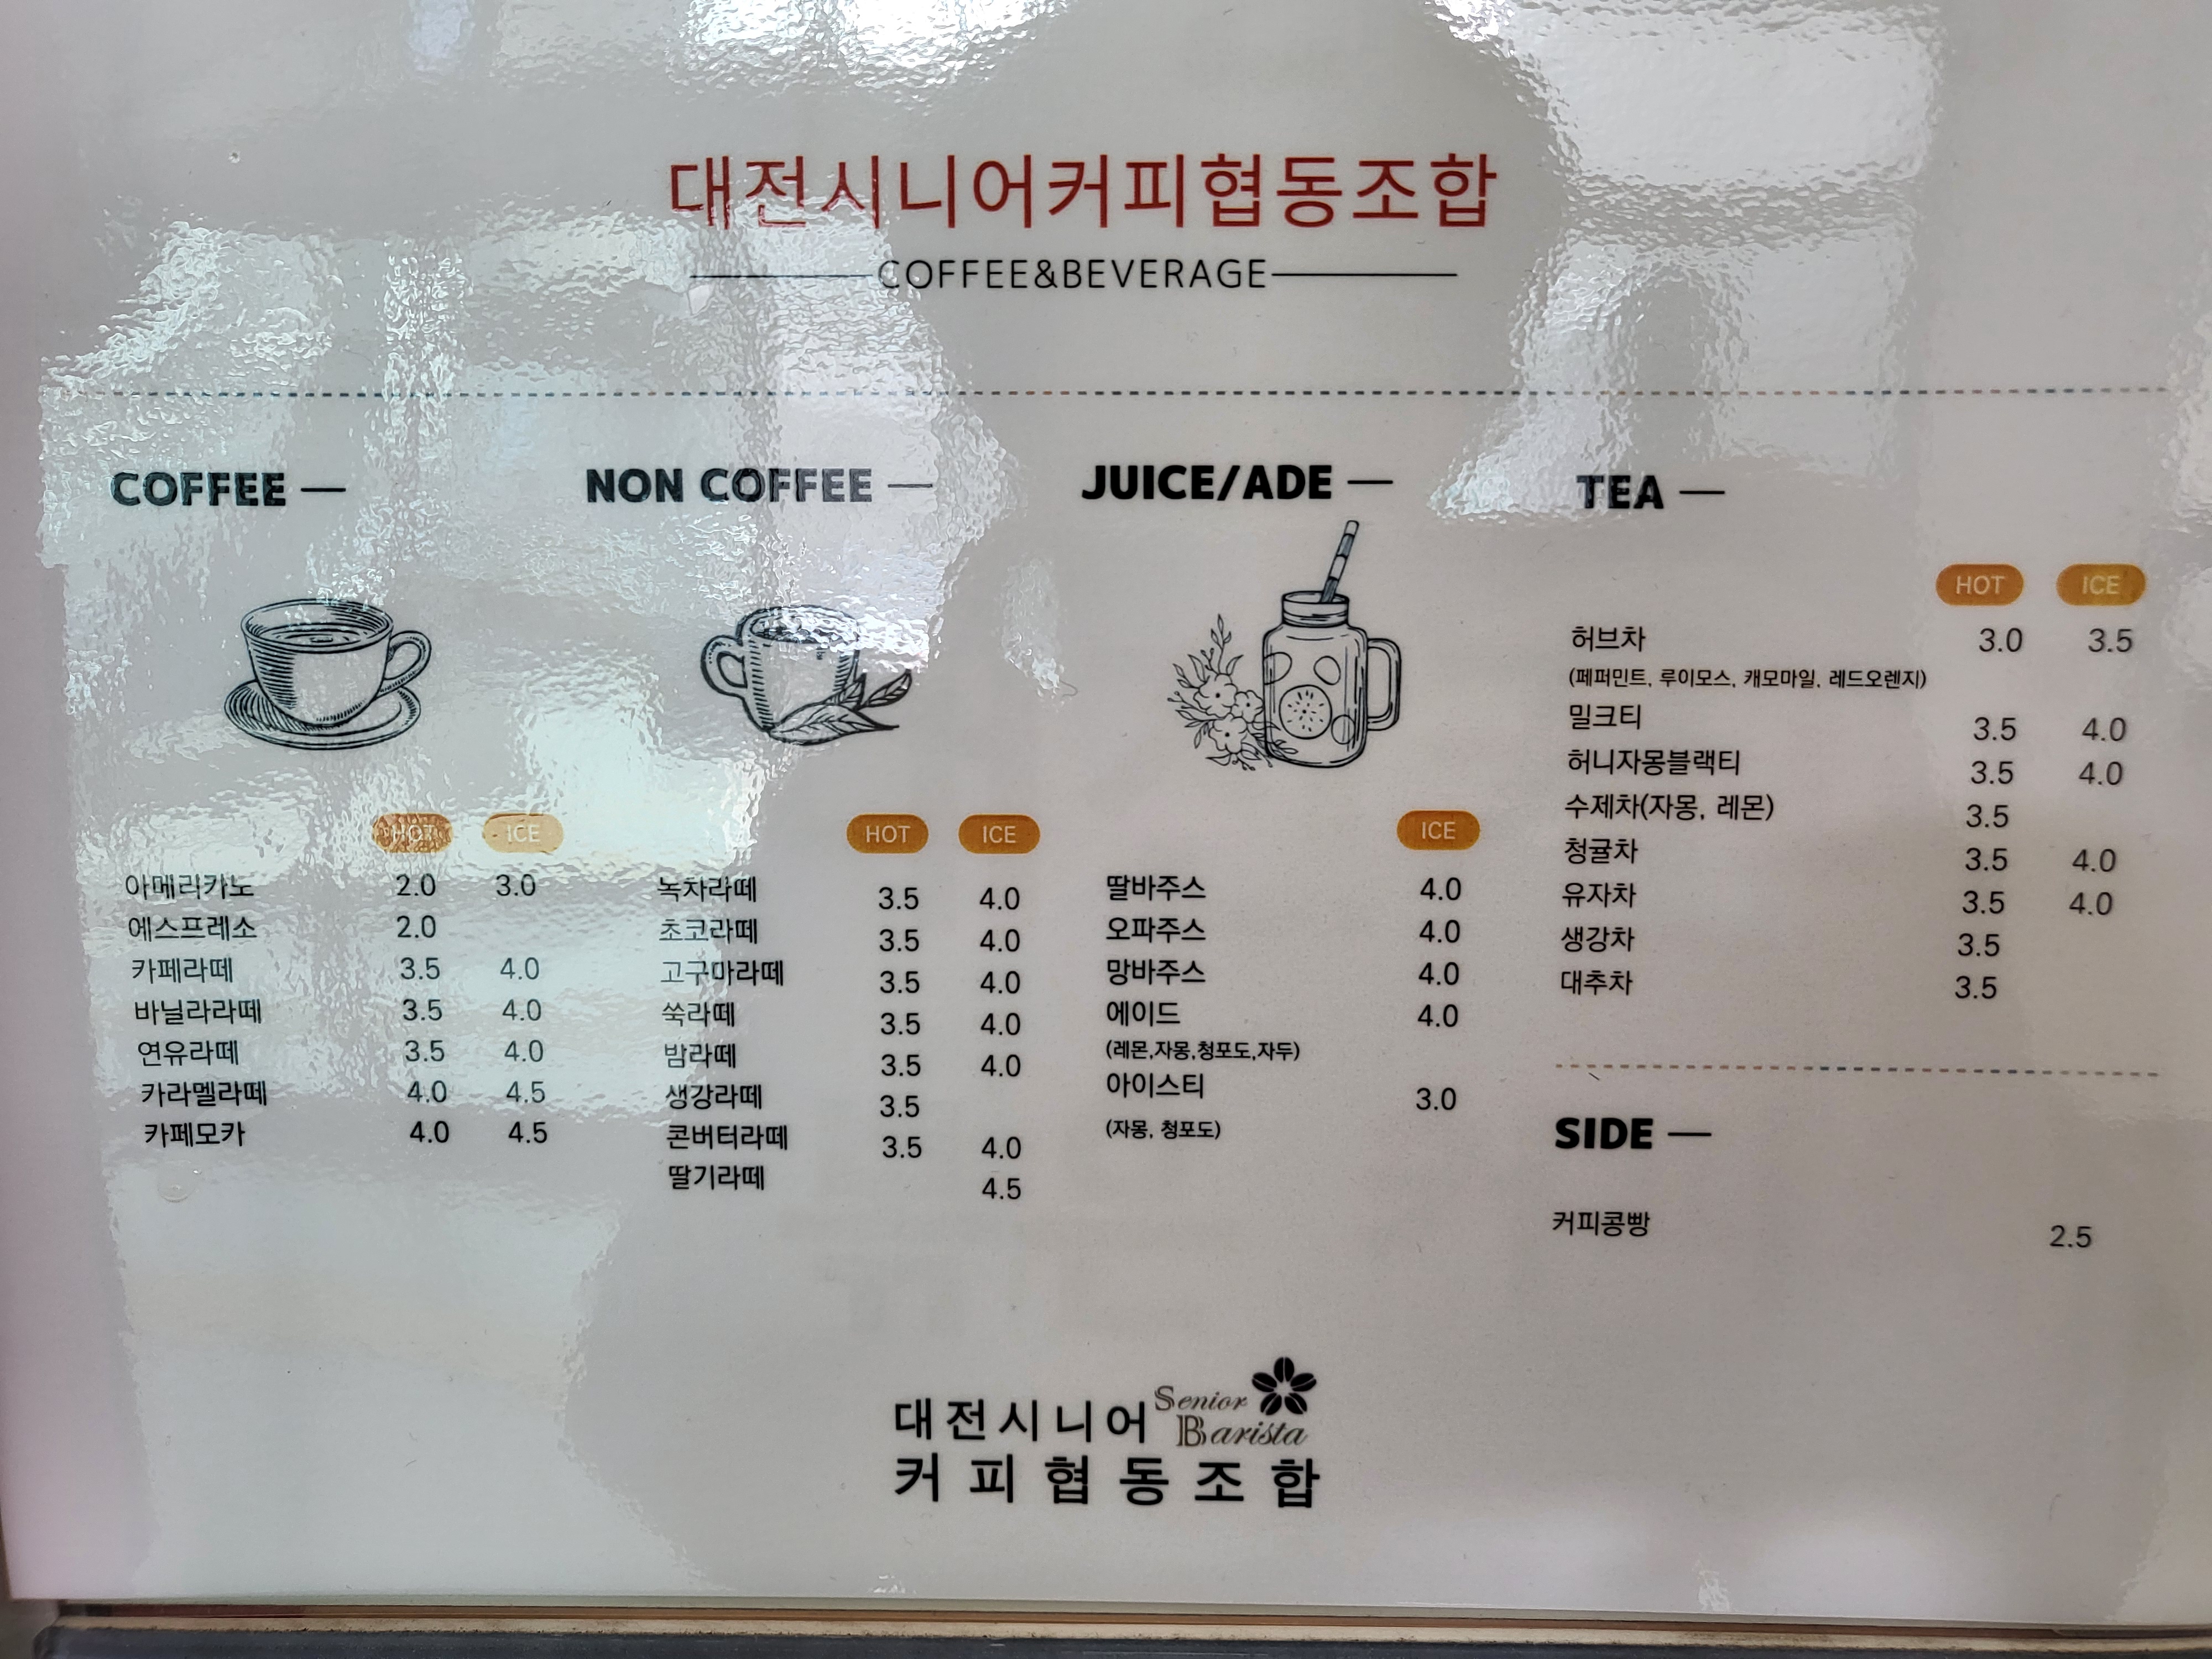 대전시니어커피협동조합
COFFEE&BEVERAGE
COFFEE —
HOT ICE
아메리카노 2.0 3.0
에스프레소 2.0
카페라떼 3.5 4.0
바닐라라떼 3.5 4.0
연유라떼 3.5 4.0
카라멜라떼 4.0 4.5
카페모카 4.0 4.5
NON COFFEE —
HOT ICE
녹차라떼 3.5 4.0
초코라떼 3.5 4.0
고구마라떼 3.5 4.0
쑥라떼 3.5 4.0
밤라떼 3.5 4.0
생강라떼 3.5
콘버터라떼 3.5 4.0
딸기라떼 4.5
JUICE/ADE —
ICE
딸바주스 4.0
오파주스 4.0
망바주스 4.0
에이드 4.0
(레몬,자몽,청포도,자두)
아이스티 3.0
(자몽, 청포도)
TEA —
HOT ICE
허브차 3.0 3.5
(페퍼민트, 루이모스, 캐모마일, 레드오렌지)
밀크티 3.5 4.0
허니자몽블랙티 3.5 4.0
수제차(자몽, 레몬) 3.5
청귤차 3.5 4.0
유자차 3.5 4.0
생강차 3.5
대추차 3.5
SIDE —
커피콩빵 2.5
대전시니어 Senior Barista
커피협동조합